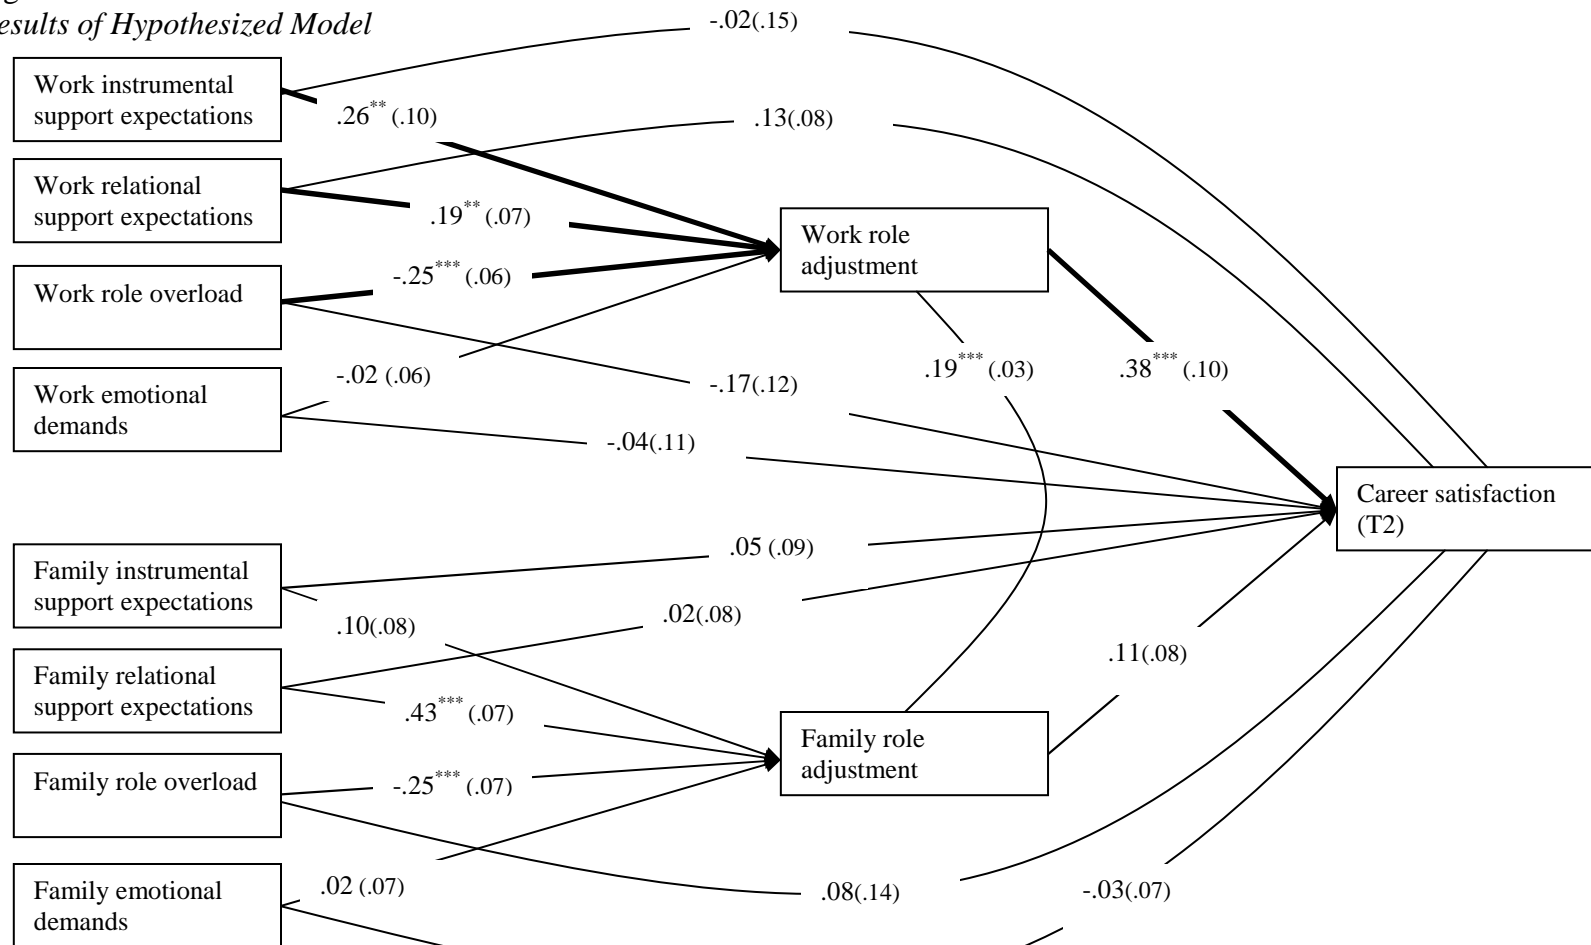 esults of Hypothesized Model
-.02(.15)
Work instrumental
support expectations
.26** (.10)
.13(.08)
Work relational
support expectations
.19** (.07)
Work role
adjustment
-.25*** (.06)
Work role overload
-.02 (.06)
-.17(.12)
.19*** (.03)
.38*** (.10)
Work emotional
demands
-.04(.11)
Career satisfaction
(T2)
.05 (.09)
Family instrumental
support expectations
.10(.08)
.02(.08)
.11(.08)
Family relational
support expectations
.43*** (.07)
Family role
adjustment
Family role overload
-.25*** (.07)
.02 (.07)
.08(.14)
-.03(.07)
Family emotional
demands